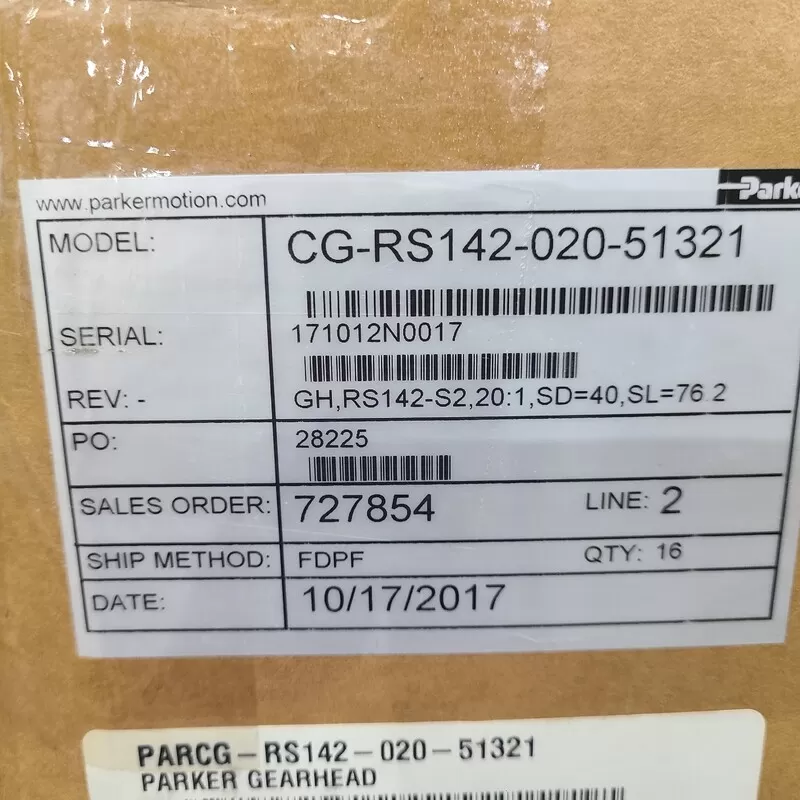 www.parkermotion.com
Park
MODEL: CG-RS142-020-51321
SERIAL: 171012N0017
REV: - GH,RS142-S2,20:1,SD=40,SL=76.2
PO: 28225
SALES ORDER: 727854 LINE: 2
SHIP METHOD: FDPF QTY: 16
DATE: 10/17/2017
PARCG-RS142-020-51321
PARKER GEARHEAD